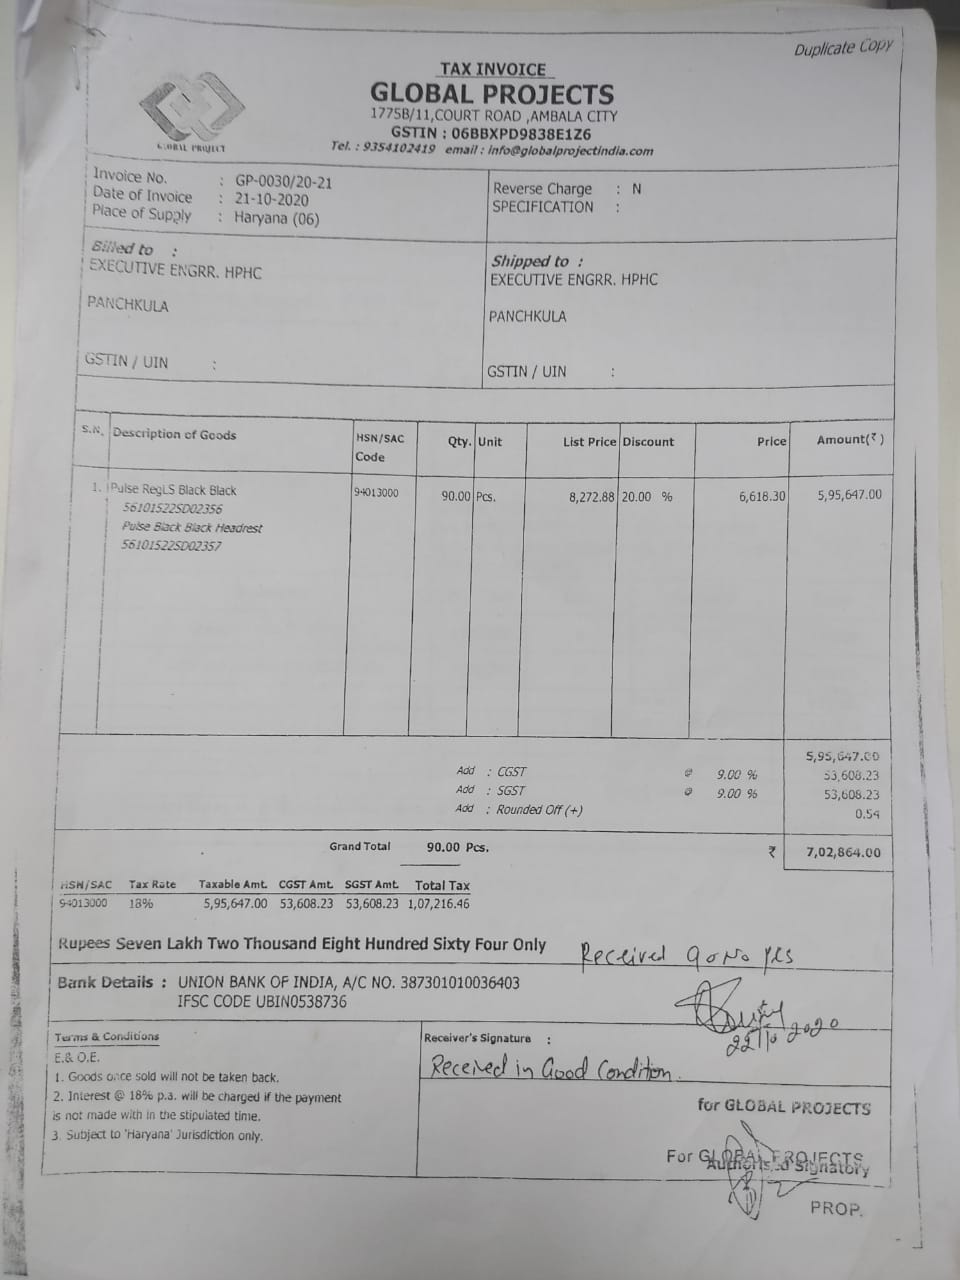 Duplicate Copy
TAX INVOICE
GLOBAL PROJECTS
1775B/11,COURT ROAD ,AMBALA CITY
GSTIN : 06BBXPD9838E1Z6
Tel. : 9354102419 email : info@globalprojectindia.com
GLOBAL PROJECT
Invoice No. : GP-0030/20-21
Date of Invoice : 21-10-2020
Place of Supply : Haryana (06)
Reverse Charge : N
SPECIFICATION :
Billed to :
EXECUTIVE ENGRR. HPHC
PANCHKULA
GSTIN / UIN :
Shipped to :
EXECUTIVE ENGRR. HPHC
PANCHKULA
GSTIN / UIN :
S.N. Description of Goods HSN/SAC Code Qty. Unit List Price Discount Price Amount(₹ )
1. Pulse RegLS Black Black 94013000 90.00 Pcs. 8,272.88 20.00 % 6,618.30 5,95,647.00
56101522SD02356
Pulse Black Black Headrest
56101522SD02357
5,95,647.00
Add : CGST @ 9.00 % 53,608.23
Add : SGST @ 9.00 % 53,608.23
Add : Rounded Off (+) 0.54
Grand Total 90.00 Pcs. ₹ 7,02,864.00
HSN/SAC Tax Rate Taxable Amt. CGST Amt. SGST Amt. Total Tax
94013000 18% 5,95,647.00 53,608.23 53,608.23 1,07,216.46
Rupees Seven Lakh Two Thousand Eight Hundred Sixty Four Only
Received 90 No
Bank Details : UNION BANK OF INDIA, A/C NO. 387301010036403
IFSC CODE UBIN0538736
22/10/2020
Terms & Conditions
E.& O.E.
1. Goods once sold will not be taken back.
2. Interest @ 18% p.a. will be charged if the payment
is not made with in the stipulated time.
3. Subject to 'Haryana' Jurisdiction only.
Receiver's Signature :
Received in Good Condition.
for GLOBAL PROJECTS
For GLOBAL PROJECTS
Authorised Signatory
PROP.